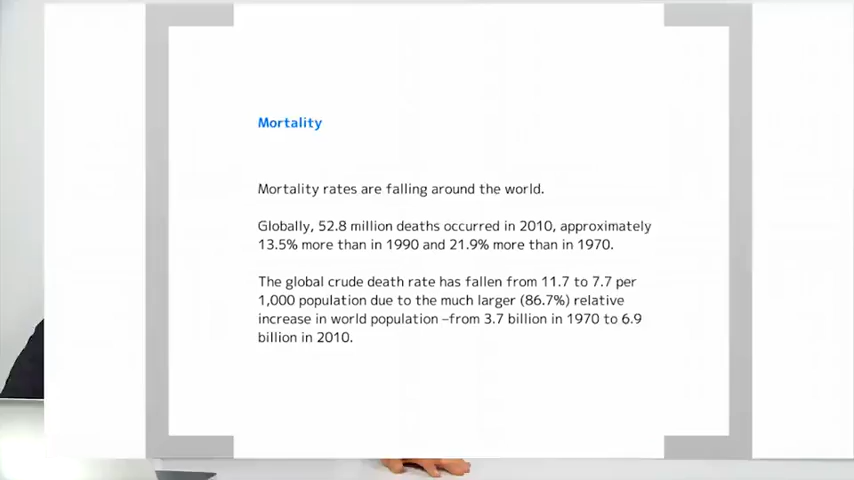 Mortality
Mortality rates are falling around the world.
Globally, 52.8 million deaths occurred in 2010, approximately
13.5% more than in 1990 and 21.9% more than in 1970.
The global crude death rate has fallen from 11.7 to 7.7 per
1,000 population due to the much larger (86.7%) relative
increase in world population –from 3.7 billion in 1970 to 6.9
billion in 2010.